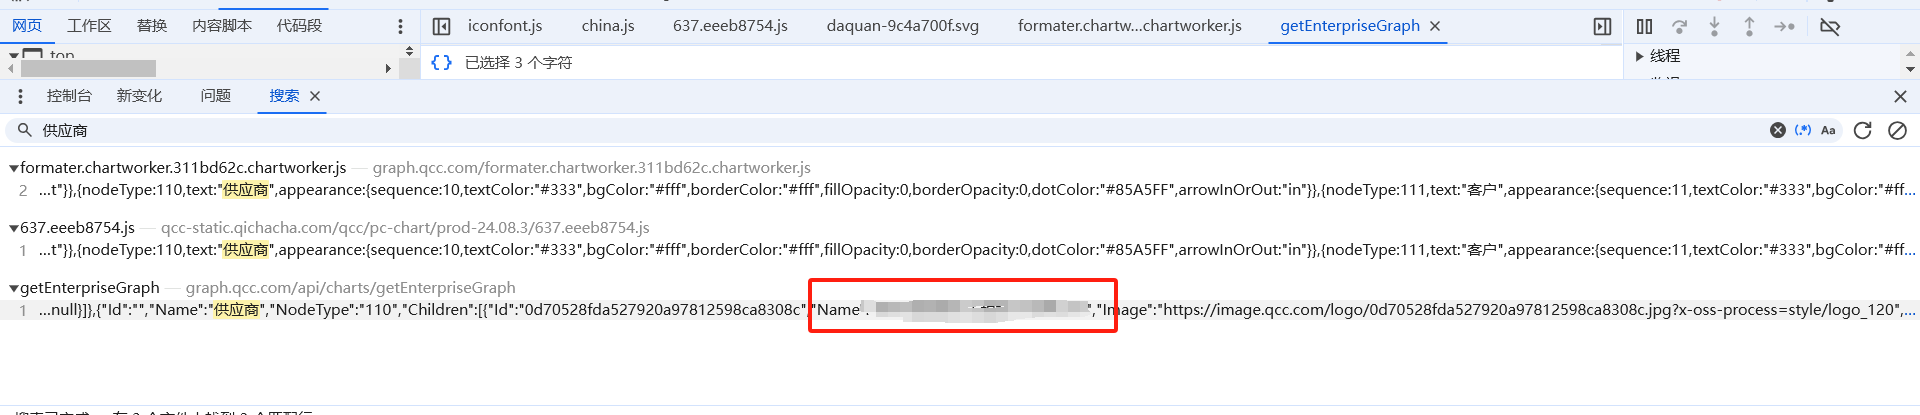 网页 工作区 替换 内容脚本 代码段
iconfont.js china.js 637.eeeb8754.js daquan-9c4a700f.svg formater.chartw...chartworker.js getEnterpriseGraph
top
{} 已选择 3 个字符
线程
控制台 新变化 问题 搜索
供应商
(.*) Aa
formater.chartworker.311bd62c.chartworker.js — graph.qcc.com/formater.chartworker.311bd62c.chartworker.js
2 ...t"}},{nodeType:110,text:"供应商",appearance:{sequence:10,textColor:"#333",bgColor:"#fff",borderColor:"#fff",fillOpacity:0,borderOpacity:0,dotColor:"#85A5FF",arrowInOrOut:"in"}},{nodeType:111,text:"客户",appearance:{sequence:11,textColor:"#333",bgColor:"#ff...
637.eeeb8754.js — qcc-static.qichacha.com/qcc/pc-chart/prod-24.08.3/637.eeeb8754.js
1 ...t"}},{nodeType:110,text:"供应商",appearance:{sequence:10,textColor:"#333",bgColor:"#fff",borderColor:"#fff",fillOpacity:0,borderOpacity:0,dotColor:"#85A5FF",arrowInOrOut:"in"}},{nodeType:111,text:"客户",appearance:{sequence:11,textColor:"#333",bgColor:"#ff...
getEnterpriseGraph — graph.qcc.com/api/charts/getEnterpriseGraph
1 ...null}]},{"Id":"","Name":"供应商","NodeType":"110","Children":[{"Id":"0d70528fda527920a97812598ca8308c","Name": ","Image":"https://image.qcc.com/logo/0d70528fda527920a97812598ca8308c.jpg?x-oss-process=style/logo_120",...